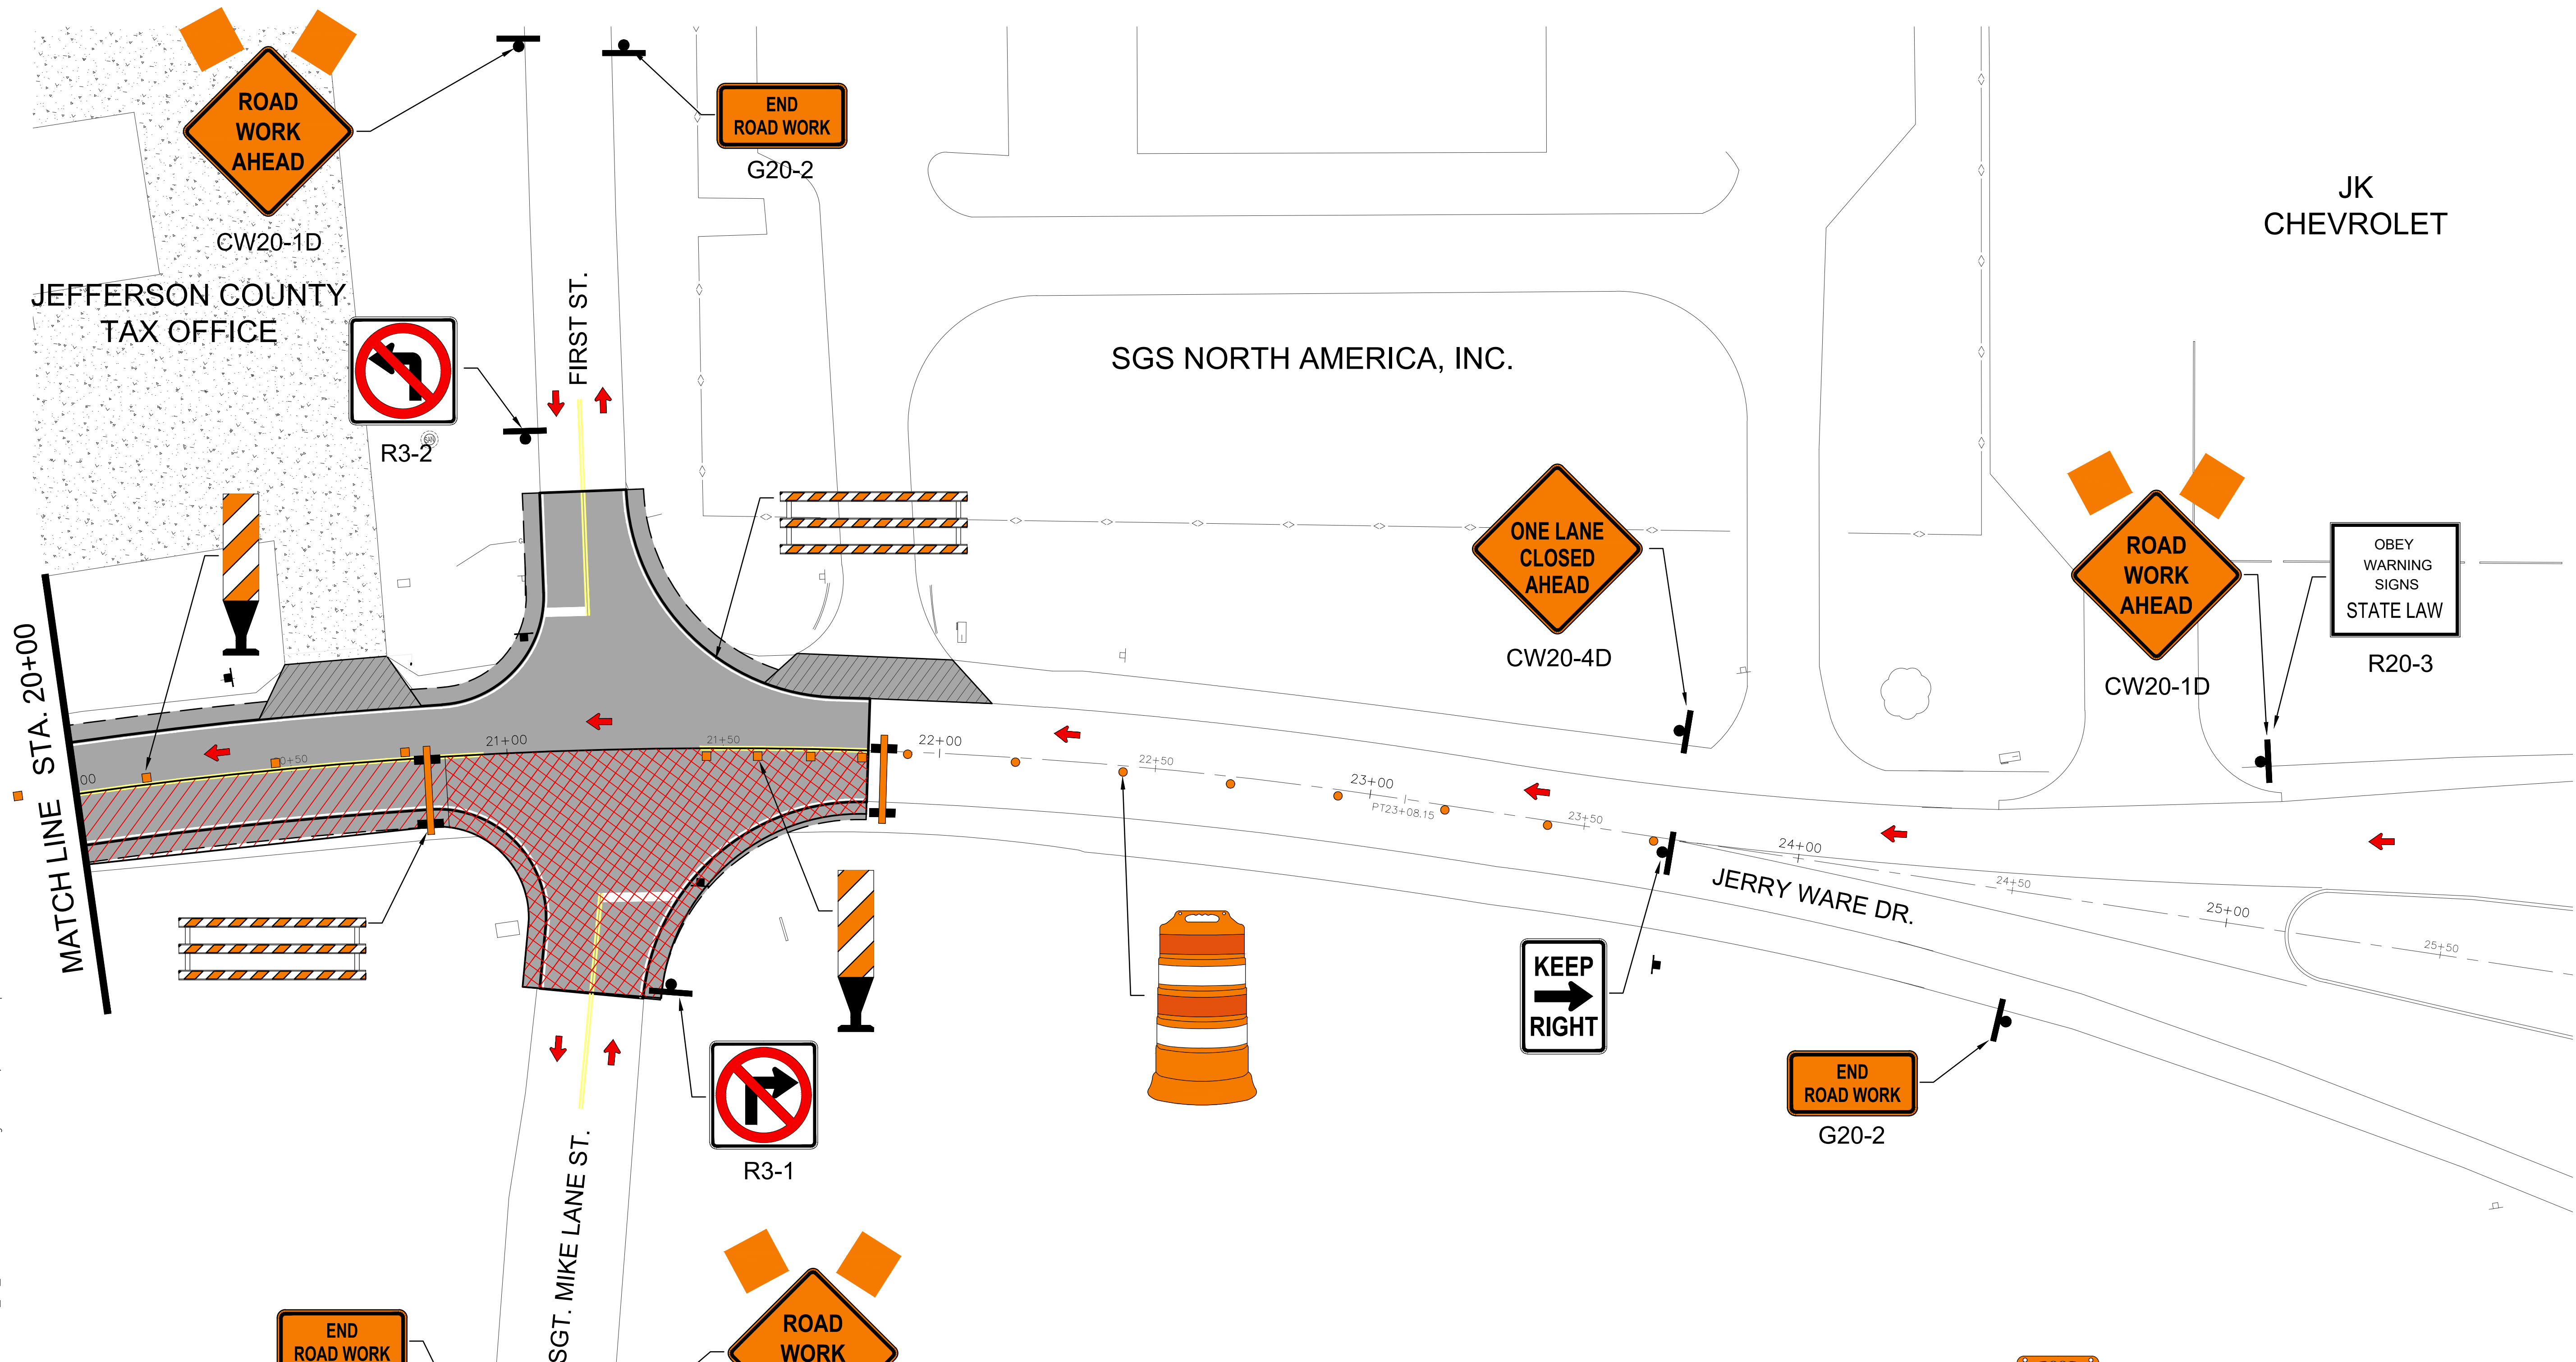 ROAD
WORK
AHEAD
CW20-1D
END
ROAD WORK
G20-2
JK
CHEVROLET
JEFFERSON COUNTY
TAX OFFICE
FIRST ST.
R3-2
SGS NORTH AMERICA, INC.
ONE LANE
CLOSED
AHEAD
CW20-4D
ROAD
WORK
AHEAD
CW20-1D
OBEY
WARNING
SIGNS
STATE LAW
R20-3
MATCH LINE STA. 20+00
00
20+50
21+00
21+50
22+00
22+50
23+00
PT23+08.15
23+50
24+00
24+50
25+00
25+50
JERRY WARE DR.
KEEP
RIGHT
END
ROAD WORK
G20-2
R3-1
SGT. MIKE LANE ST.
END
ROAD WORK
ROAD
WORK